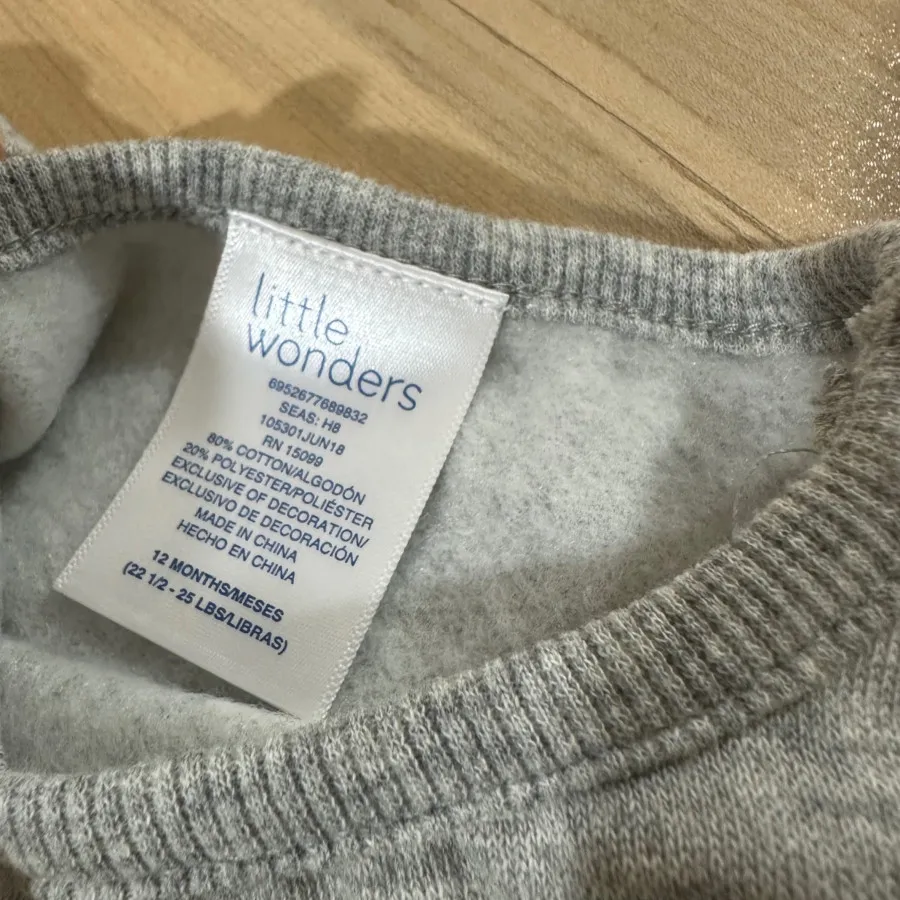 little
wonders
6952677689832
SEAS: H8
105301JUN18
RN 15099
80% COTTON/ALGODÓN
20% POLYESTER/POLIÉSTER
EXCLUSIVE OF DECORATION/
EXCLUSIVO DE DECORACIÓN
MADE IN CHINA
HECHO EN CHINA
12 MONTHS/MESES
(22 1/2 - 25 LBS/LIBRAS)